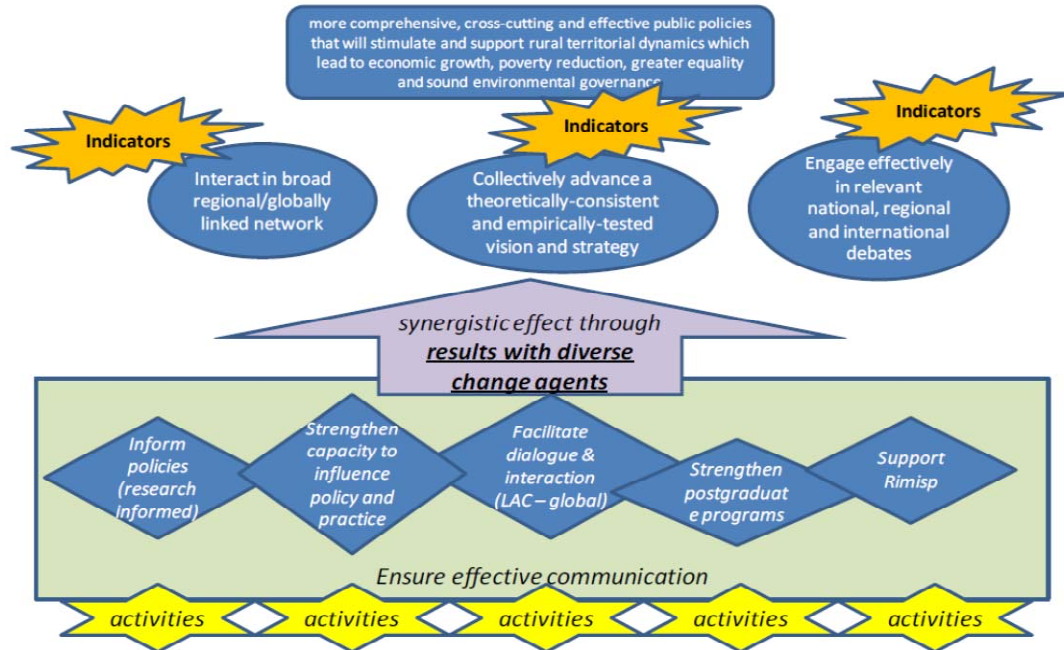 more comprehensive, cross-cutting and effective public policies
that will stimulate and support rural territorial dynamics which
lead to economic growth, poverty reduction, greater equality
and sound environmental governance
Indicators
Indicators
Indicators
Interact in broad
regional/globally
linked network
Collectively advance a
theoretically-consistent
and empirically-tested
vision and strategy
Engage effectively
in relevant
national, regional
and international
debates
synergistic effect through
results with diverse
change agents
Inform
policies
(research
informed)
Strengthen
capacity to
influence
policy and
practice
Facilitate
dialogue &
interaction
(LAC – global)
Strengthen
postgraduat
e programs
Support
Rimisp
Ensure effective communication
activities
activities
activities
activities
activities